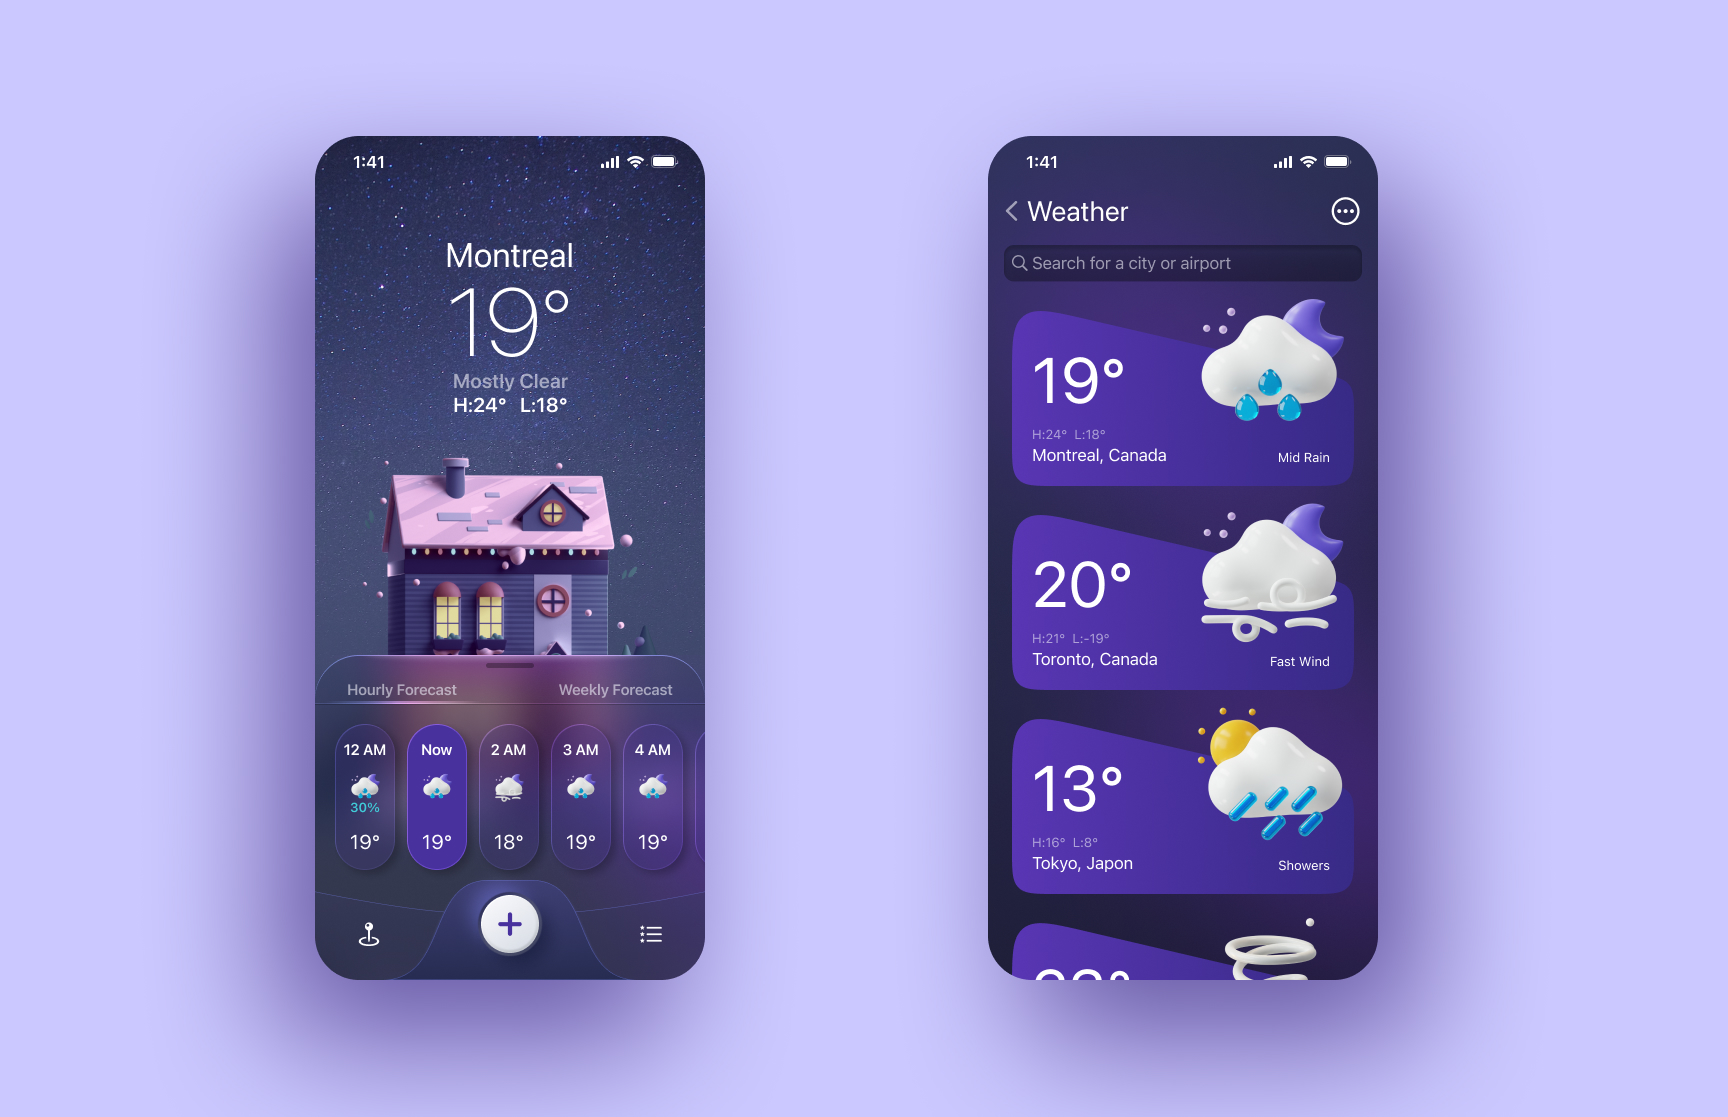 1:41
Montreal
19°
Mostly Clear
H:24° L:18°
Hourly Forecast Weekly Forecast
12 AM Now 2 AM 3 AM 4 AM
30%
19° 19° 18° 19° 19°
1:41
Weather
Search for a city or airport
19°
H:24° L:18°
Montreal, Canada Mid Rain
20°
H:21° L:-19°
Toronto, Canada Fast Wind
13°
H:16° L:8°
Tokyo, Japon Showers